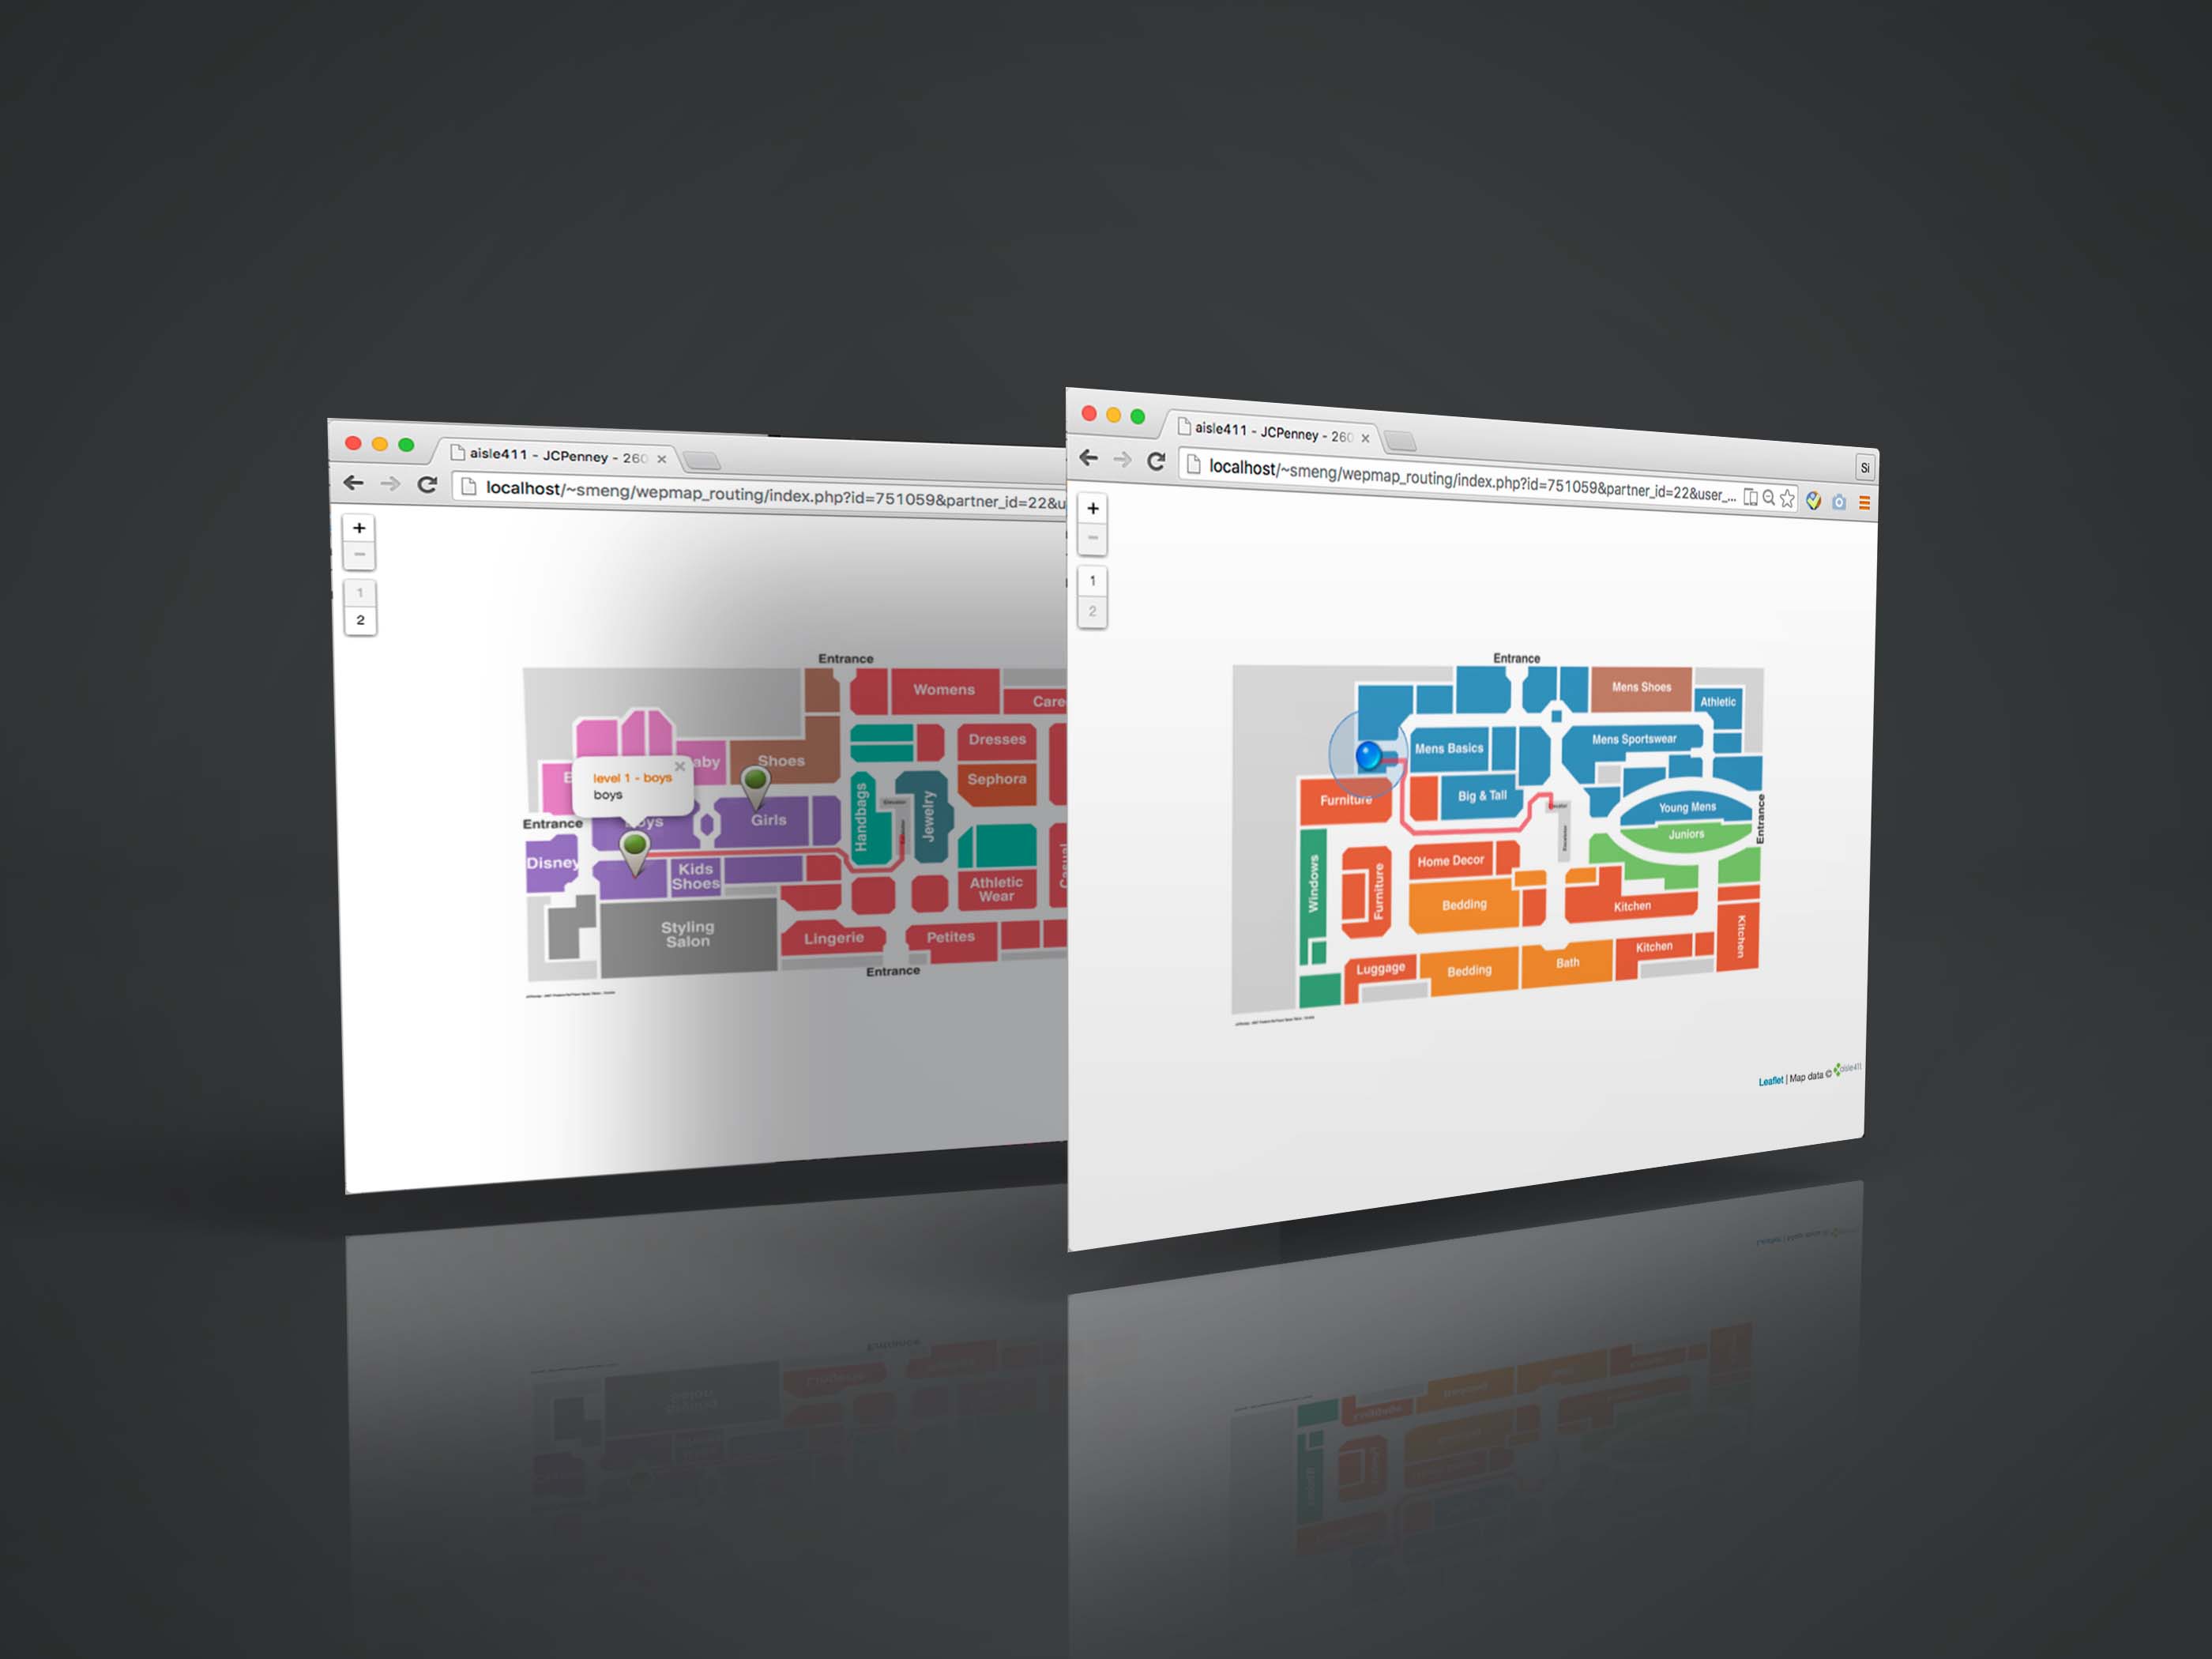 aisle411 - JCPenney - 260
localhost/~smeng/wepmap_routing/index.php?id=751059&partner_id=22&u
+
−
1
2
Entrance
Womens
Care
Dresses
Sephora
aby
Shoes
level 1 - boys
boys
B
oys
Girls
Handbags
Jewelry
Entrance
Disney
Kids
Shoes
Casual
Athletic
Wear
Styling
Salon
Lingerie
Petites
Entrance
aisle411 - JCPenney - 260
Si
localhost/~smeng/wepmap_routing/index.php?id=751059&partner_id=22&user_...
+
−
1
2
Entrance
Mens Shoes
Athletic
Mens Basics
Mens Sportswear
Furniture
Big & Tall
Young Mens
Juniors
Entrance
Elevator
Escalator
Windows
Furniture
Home Decor
Bedding
Kitchen
Kitchen
Luggage
Bedding
Bath
Kitchen
Leaflet | Map data © aisle411